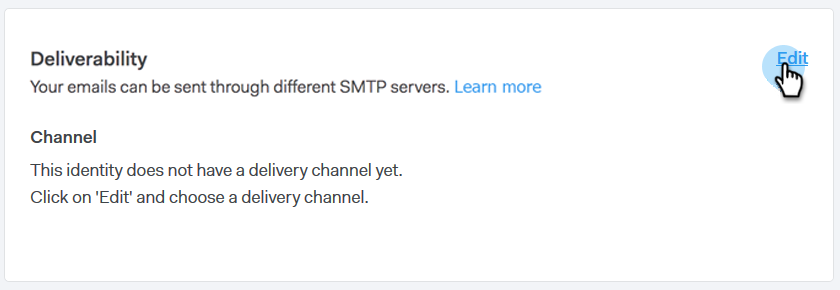 Deliverability
Edit
Your emails can be sent through different SMTP servers. Learn more
Channel
This identity does not have a delivery channel yet.
Click on 'Edit' and choose a delivery channel.